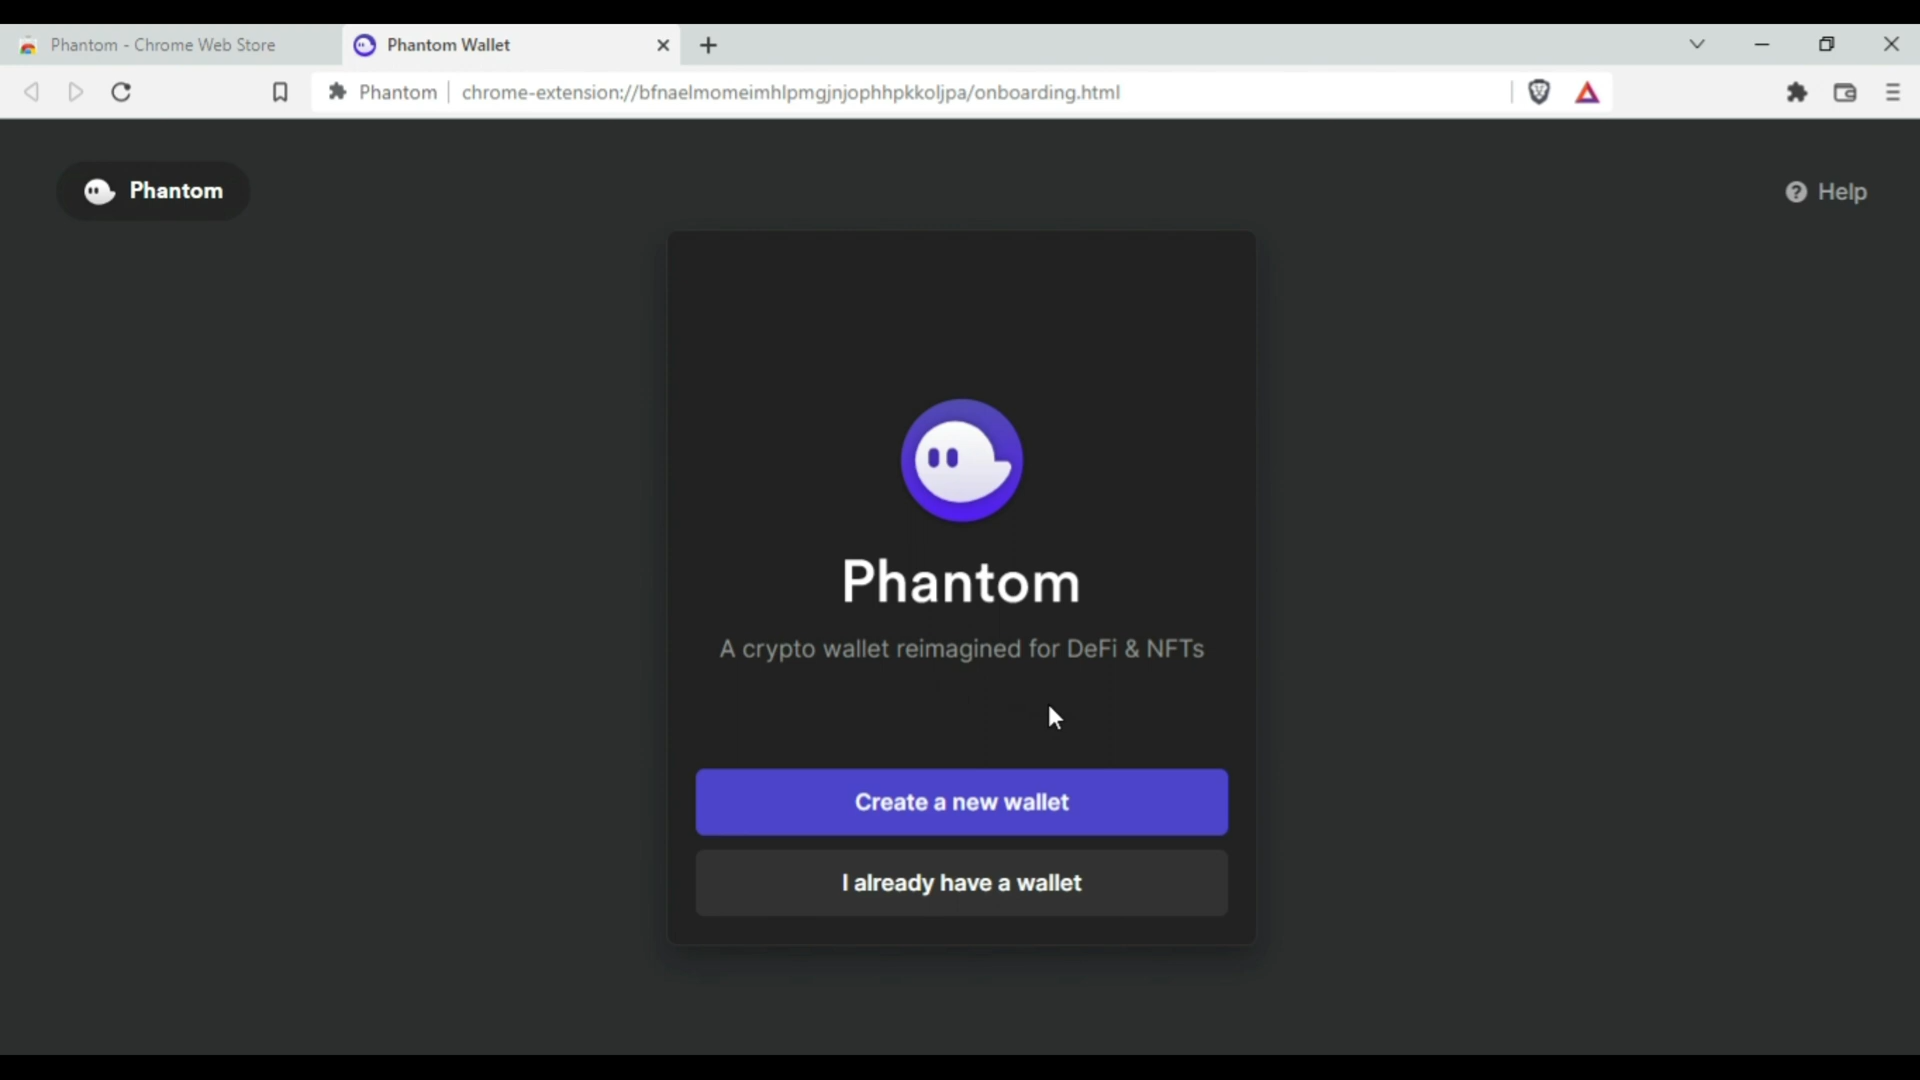 Phantom - Chrome Web Store
Phantom Wallet
Phantom
chrome-extension://bfnaelmomeimhlpmgjnjophhpkkoljpa/onboarding.html
Phantom
Help
Phantom
A crypto wallet reimagined for DeFi & NFTs
Create a new wallet
I already have a wallet